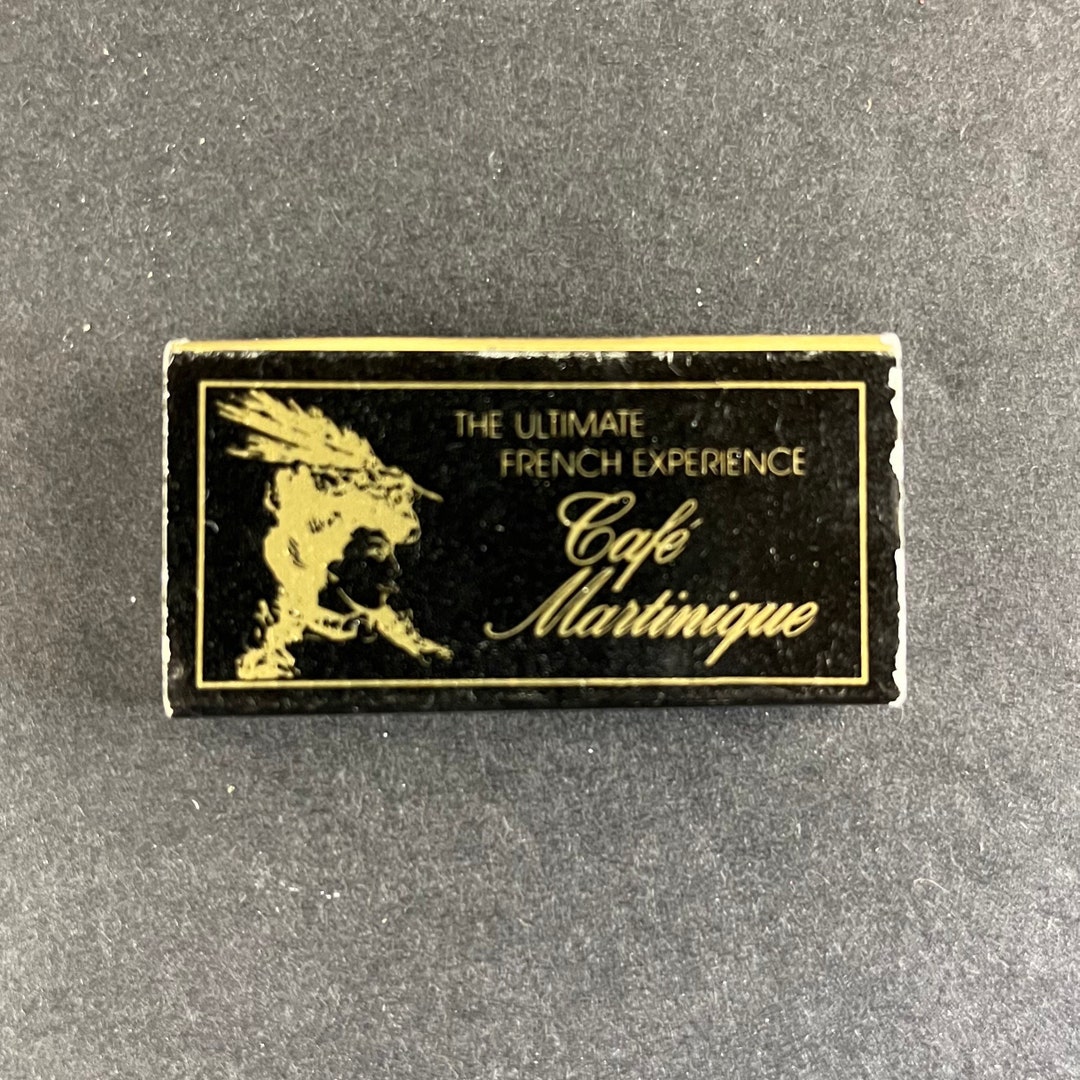 THE ULTIMATE
FRENCH EXPERIENCE
Café
Martinique